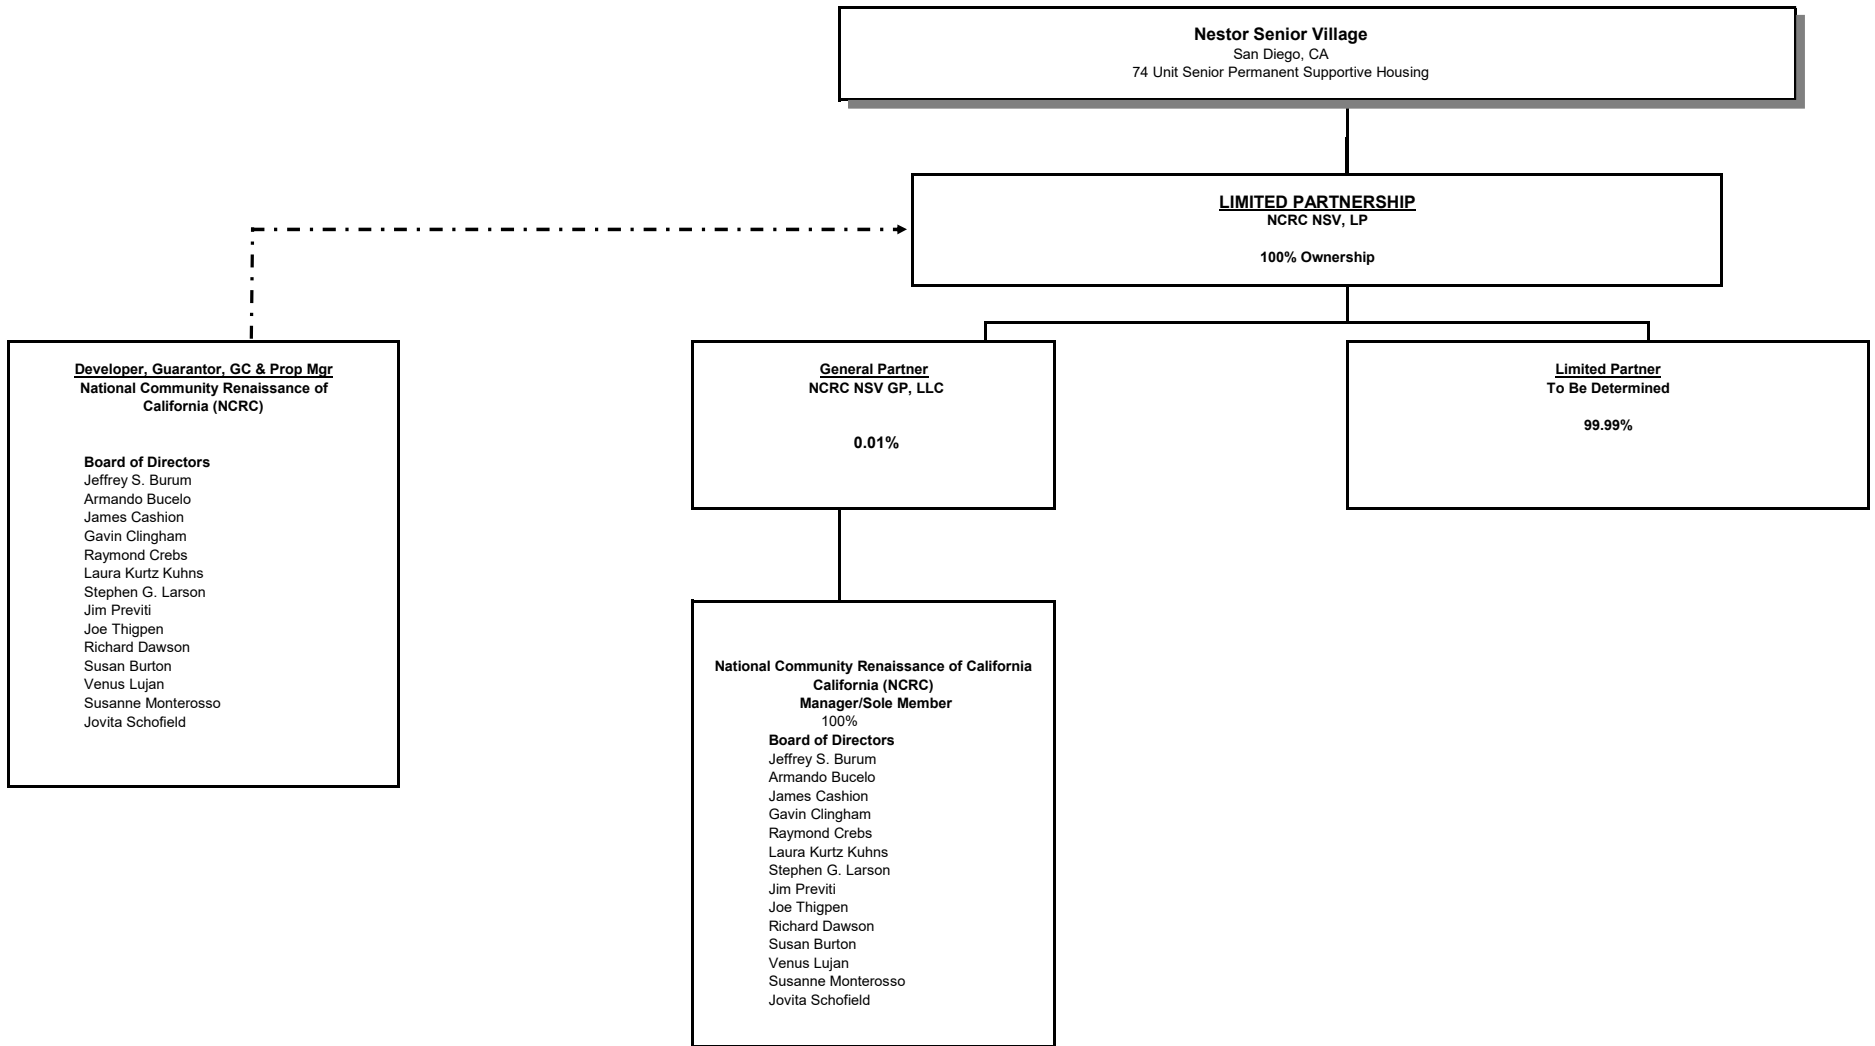 Nestor Senior Village
San Diego, CA
74 Unit Senior Permanent Supportive Housing
LIMITED PARTNERSHIP
NCRC NSV, LP
100% Ownership
Developer, Guarantor, GC & Prop Mgr
National Community Renaissance of
California (NCRC)
Board of Directors
Jeffrey S. Burum
Armando Bucelo
James Cashion
Gavin Clingham
Raymond Crebs
Laura Kurtz Kuhns
Stephen G. Larson
Jim Previti
Joe Thigpen
Richard Dawson
Susan Burton
Venus Lujan
Susanne Monterosso
Jovita Schofield
General Partner
NCRC NSV GP, LLC
0.01%
Limited Partner
To Be Determined
99.99%
National Community Renaissance of California
California (NCRC)
Manager/Sole Member
100%
Board of Directors
Jeffrey S. Burum
Armando Bucelo
James Cashion
Gavin Clingham
Raymond Crebs
Laura Kurtz Kuhns
Stephen G. Larson
Jim Previti
Joe Thigpen
Richard Dawson
Susan Burton
Venus Lujan
Susanne Monterosso
Jovita Schofield